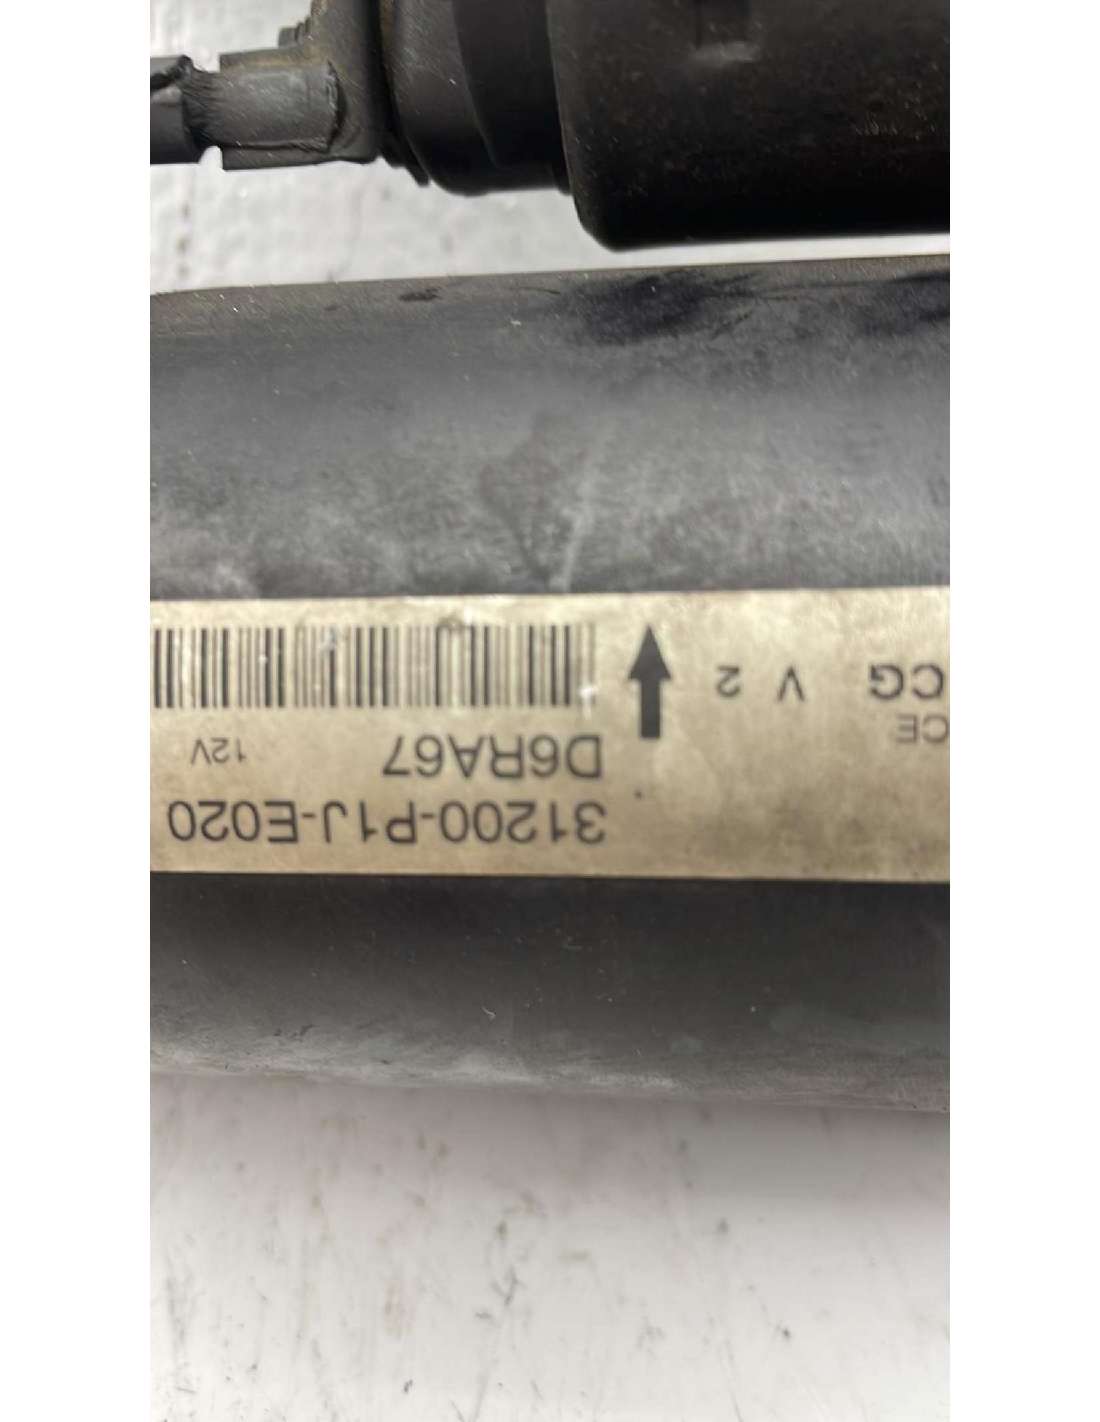 31200-P1J-E020
D6RA67 12V
CE
CG V 2